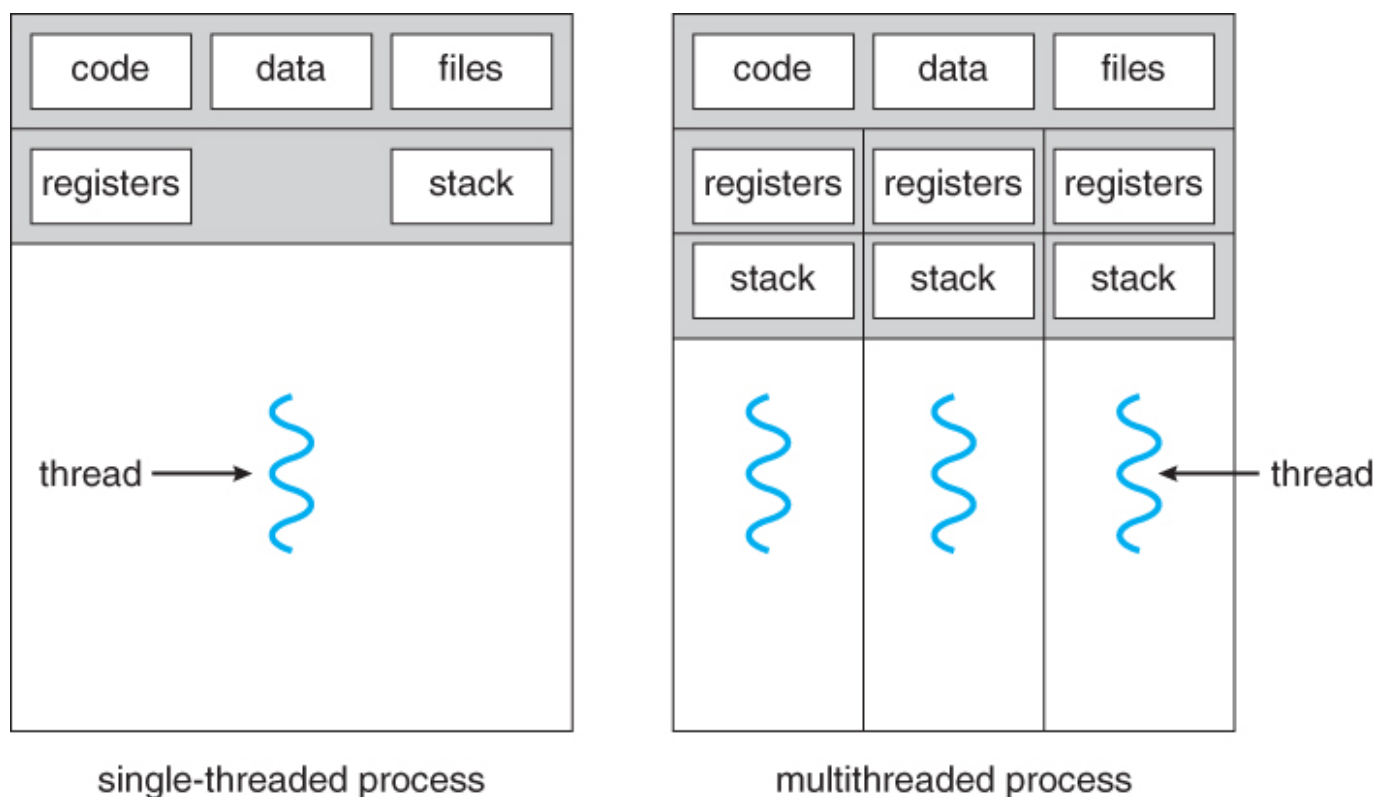 code data files code data files
registers stack registers registers registers
stack stack stack
thread thread
single-threaded process multithreaded process